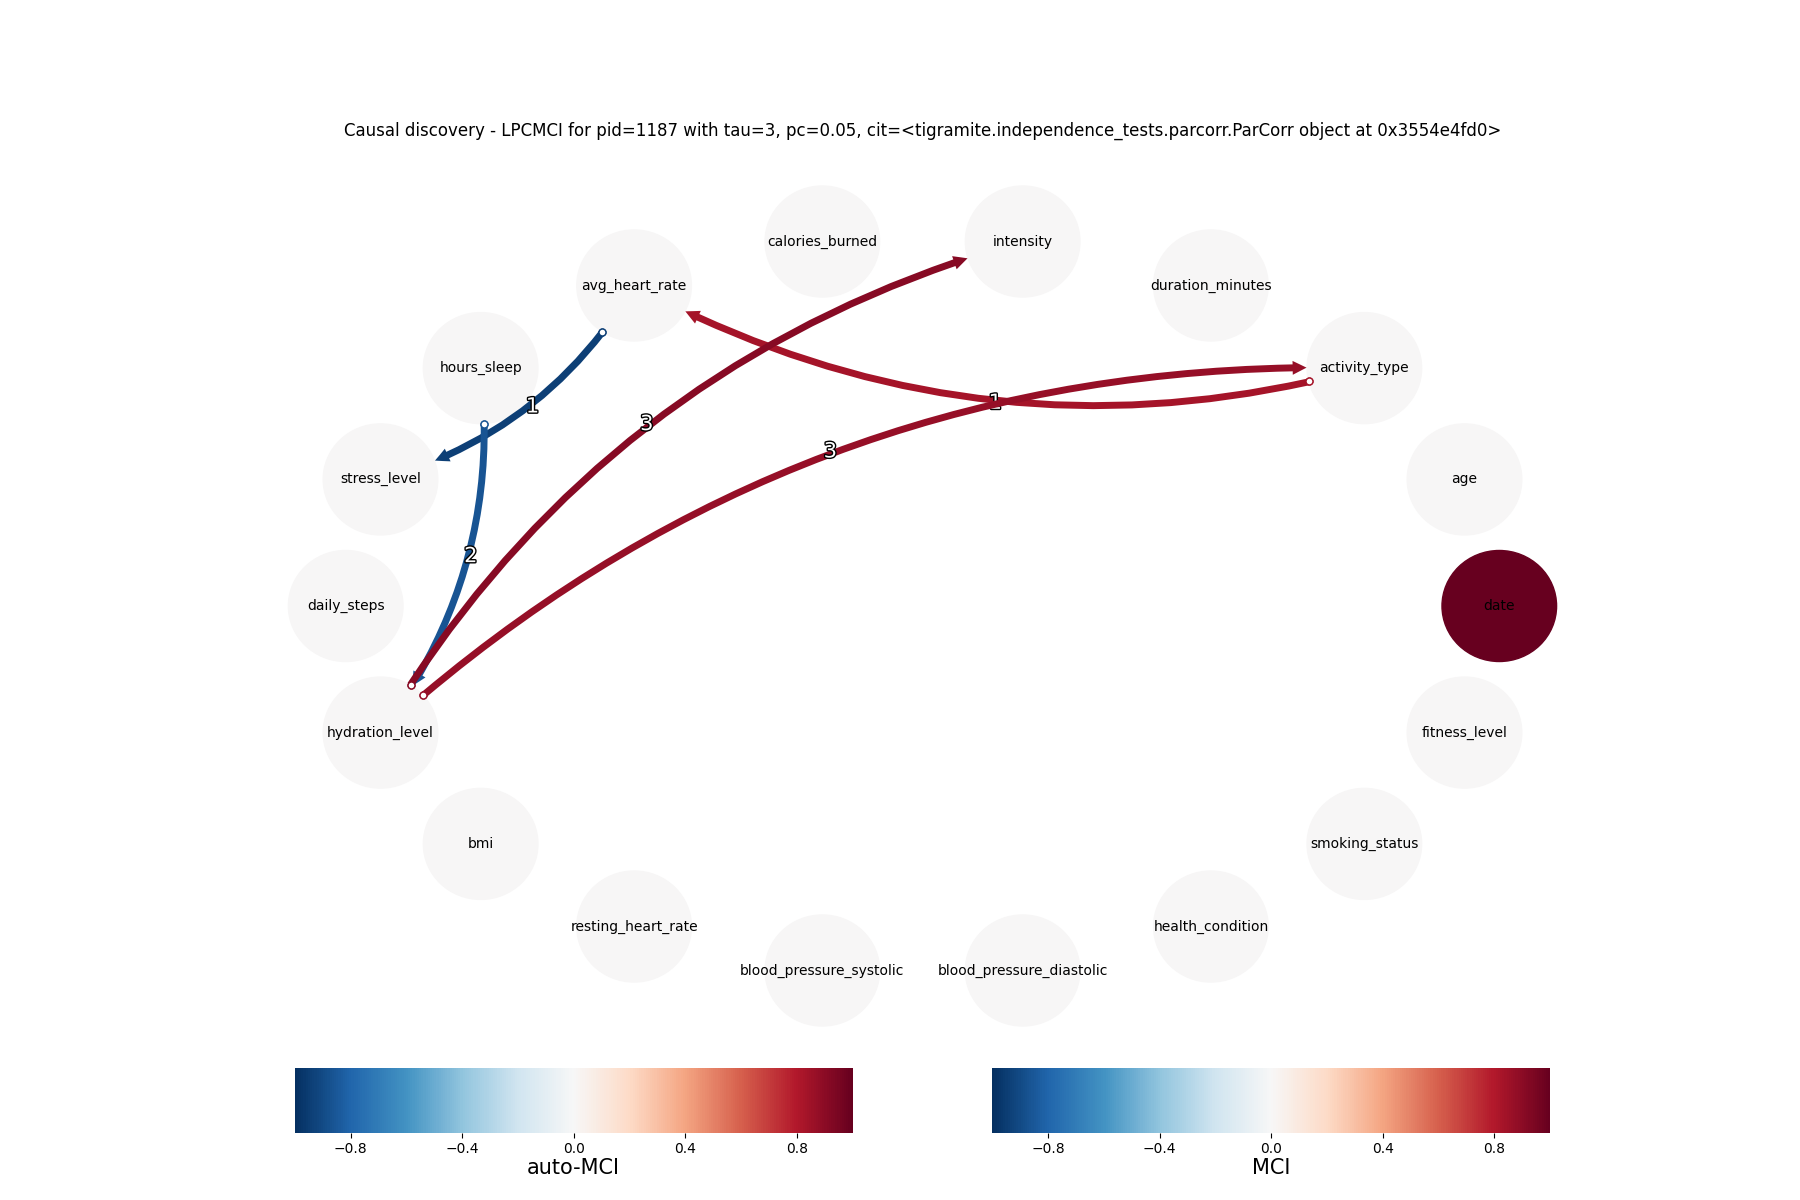 Causal discovery - LPCMCI for pid=1187 with tau=3, pc=0.05, cit=<tigramite.independence_tests.parcorr.ParCorr object at 0x3554e4fd0>
calories_burned
intensity
avg_heart_rate
duration_minutes
hours_sleep
activity_type
1
1
3
3
stress_level
age
2
daily_steps
date
hydration_level
fitness_level
bmi
smoking_status
resting_heart_rate
health_condition
blood_pressure_systolic
blood_pressure_diastolic
−0.8 −0.4 0.0 0.4 0.8
auto-MCI
−0.8 −0.4 0.0 0.4 0.8
MCI